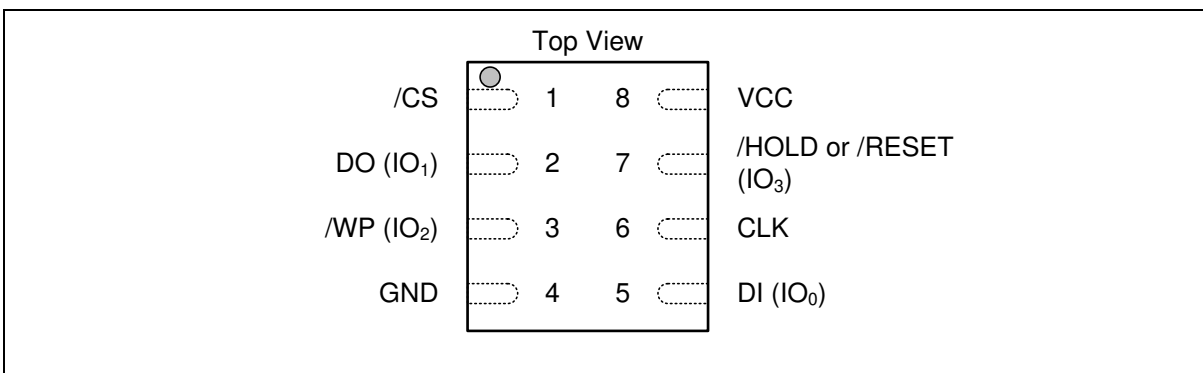 Top View
/CS 1 8 VCC
DO (IO₁) 2 7 /HOLD or /RESET
(IO₃)
/WP (IO₂) 3 6 CLK
GND 4 5 DI (IO₀)